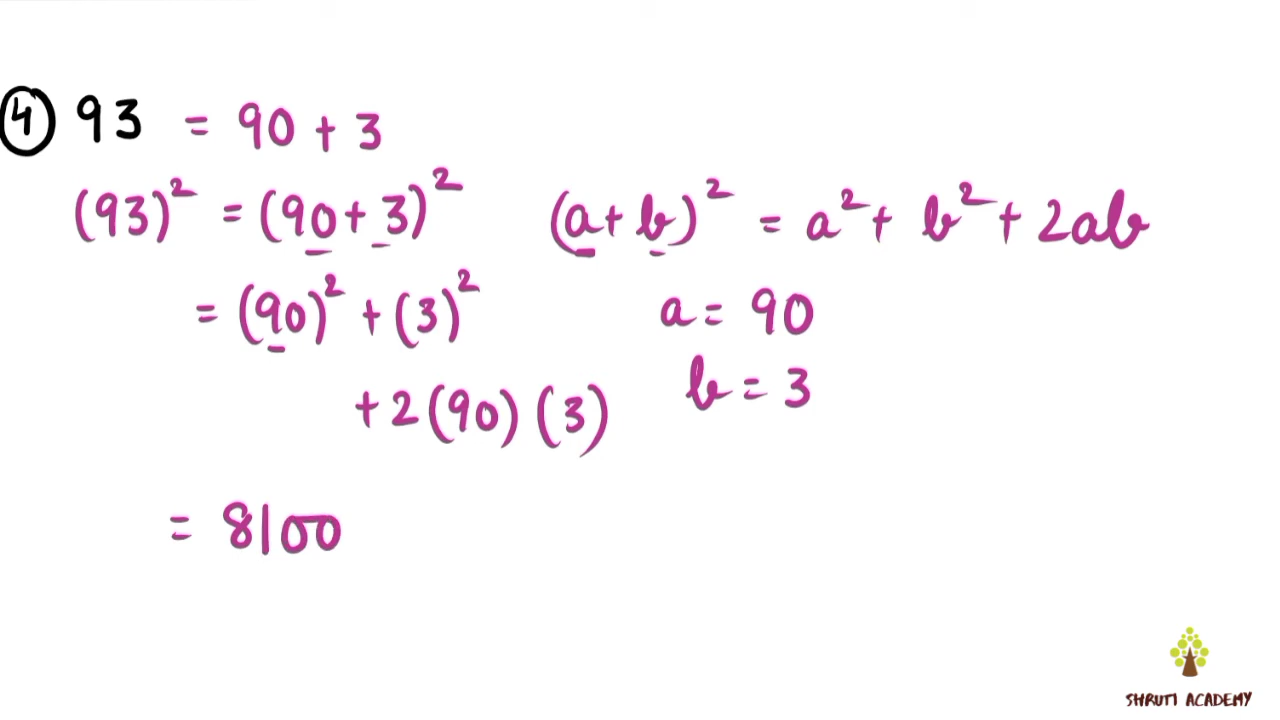 ④ 93 = 90 + 3
(93)² = (90 + 3)² (a + b)² = a² + b² + 2ab
= (90)² + (3)² a = 90
+ 2 (90) (3) b = 3
= 8100
SHRUTI ACADEMY